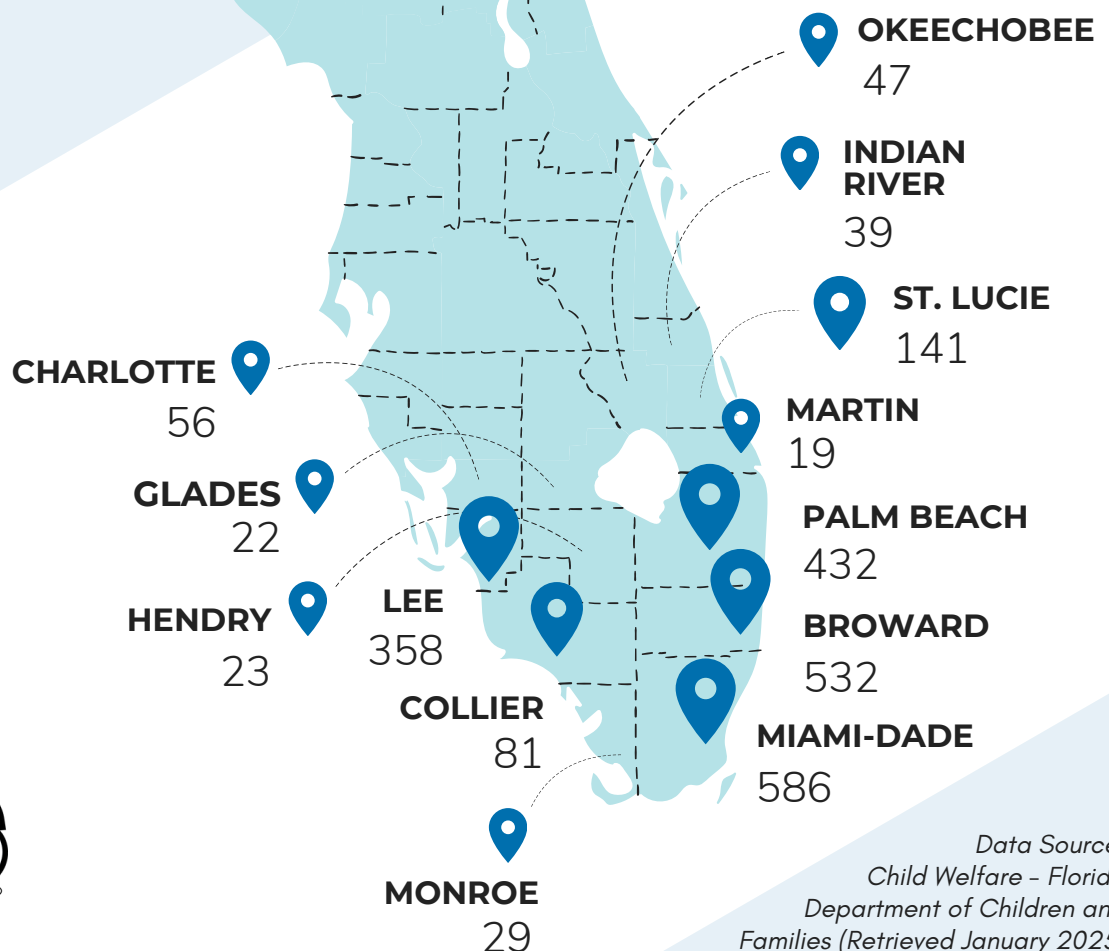 OKEECHOBEE
47
INDIAN
RIVER
39
ST. LUCIE
141
CHARLOTTE
56
MARTIN
19
GLADES
22
PALM BEACH
432
HENDRY
23
LEE
358
BROWARD
532
COLLIER
81
MIAMI-DADE
586
MONROE
29
Data Source
Child Welfare - Florid
Department of Children an
Families (Retrieved January 2025